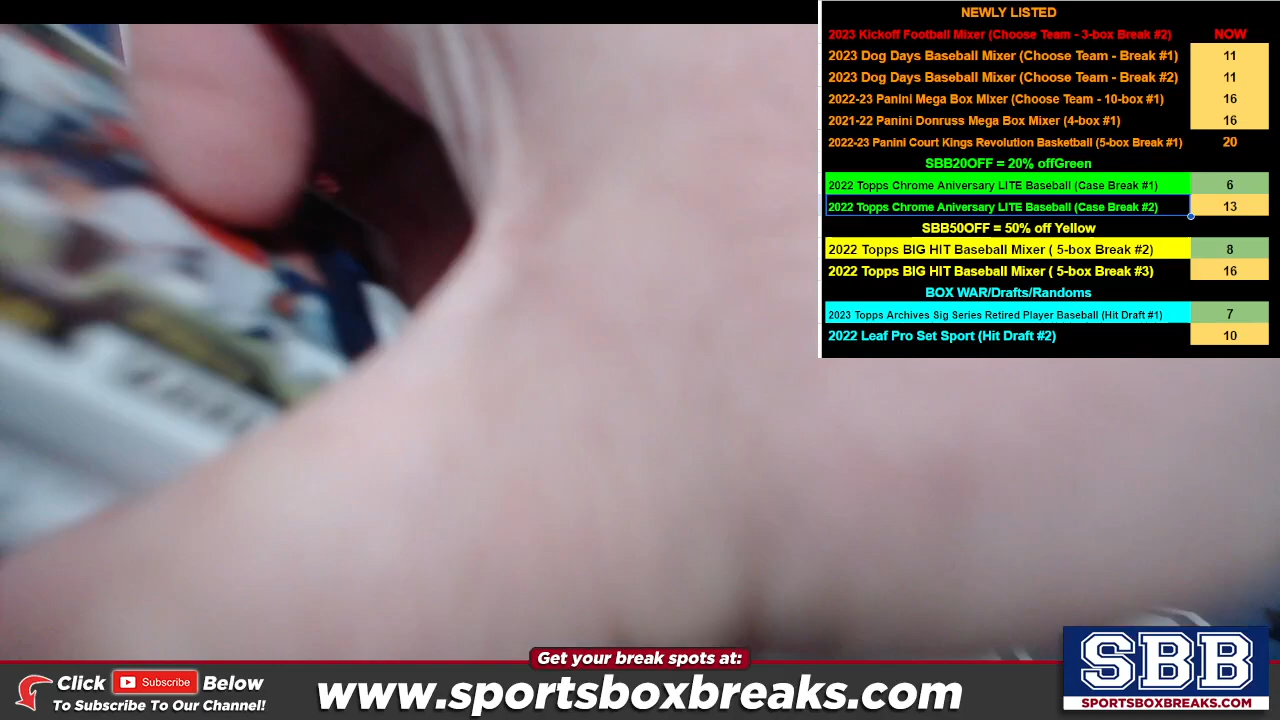 NEWLY LISTED
2023 Kickoff Football Mixer (Choose Team - 3-box Break #2) NOW
2023 Dog Days Baseball Mixer (Choose Team - Break #1) 11
2023 Dog Days Baseball Mixer (Choose Team - Break #2) 11
2022-23 Panini Mega Box Mixer (Choose Team - 10-box #1) 16
2021-22 Panini Donruss Mega Box Mixer (4-box #1) 16
2022-23 Panini Court Kings Revolution Basketball (5-box Break #1) 20
SBB20OFF = 20% offGreen
2022 Topps Chrome Aniversary LITE Baseball (Case Break #1) 6
2022 Topps Chrome Aniversary LITE Baseball (Case Break #2) 13
SBB50OFF = 50% off Yellow
2022 Topps BIG HIT Baseball Mixer ( 5-box Break #2) 8
2022 Topps BIG HIT Baseball Mixer ( 5-box Break #3) 16
BOX WAR/Drafts/Randoms
2023 Topps Archives Sig Series Retired Player Baseball (Hit Draft #1) 7
2022 Leaf Pro Set Sport (Hit Draft #2) 10
Get your break spots at:
Click Subscribe Below
To Subscribe To Our Channel!
www.sportsboxbreaks.com
SBB
SPORTSBOXBREAKS.COM